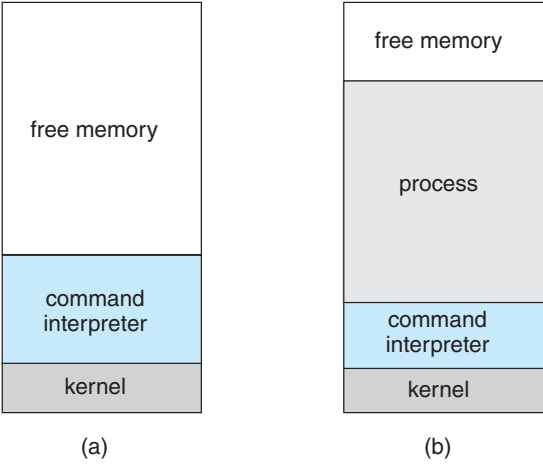 free memory
command
interpreter
kernel
(a)
free memory
process
command
interpreter
kernel
(b)